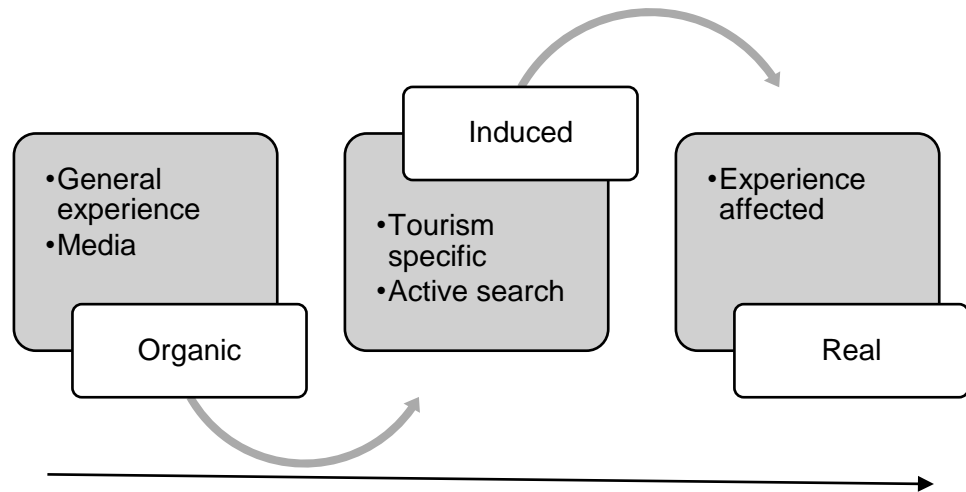 •General
experience
•Media
Organic
Induced
•Tourism
specific
•Active search
•Experience
affected
Real